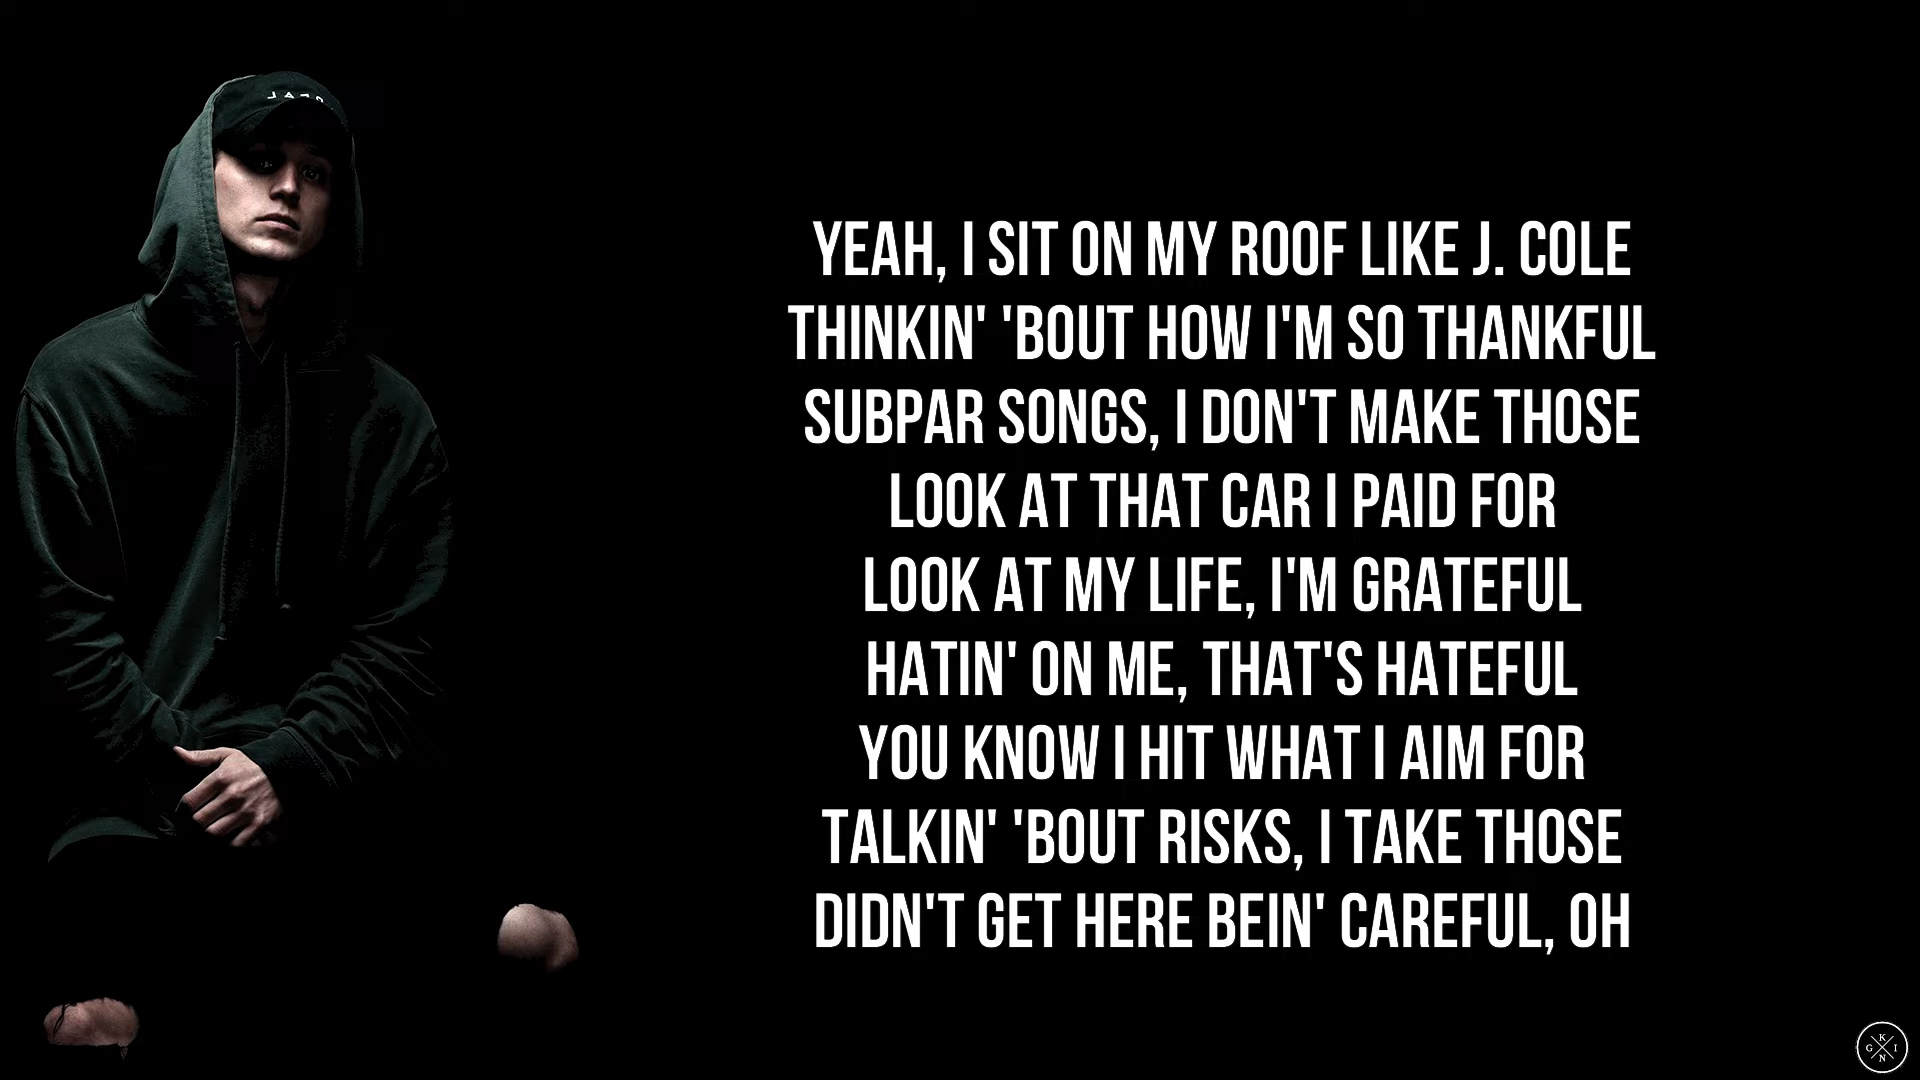 YEAH, I SIT ON MY ROOF LIKE J. COLE
THINKIN' 'BOUT HOW I'M SO THANKFUL
SUBPAR SONGS, I DON'T MAKE THOSE
LOOK AT THAT CAR I PAID FOR
LOOK AT MY LIFE, I'M GRATEFUL
HATIN' ON ME, THAT'S HATEFUL
YOU KNOW I HIT WHAT I AIM FOR
TALKIN' 'BOUT RISKS, I TAKE THOSE
DIDN'T GET HERE BEIN' CAREFUL, OH
K
G I
N